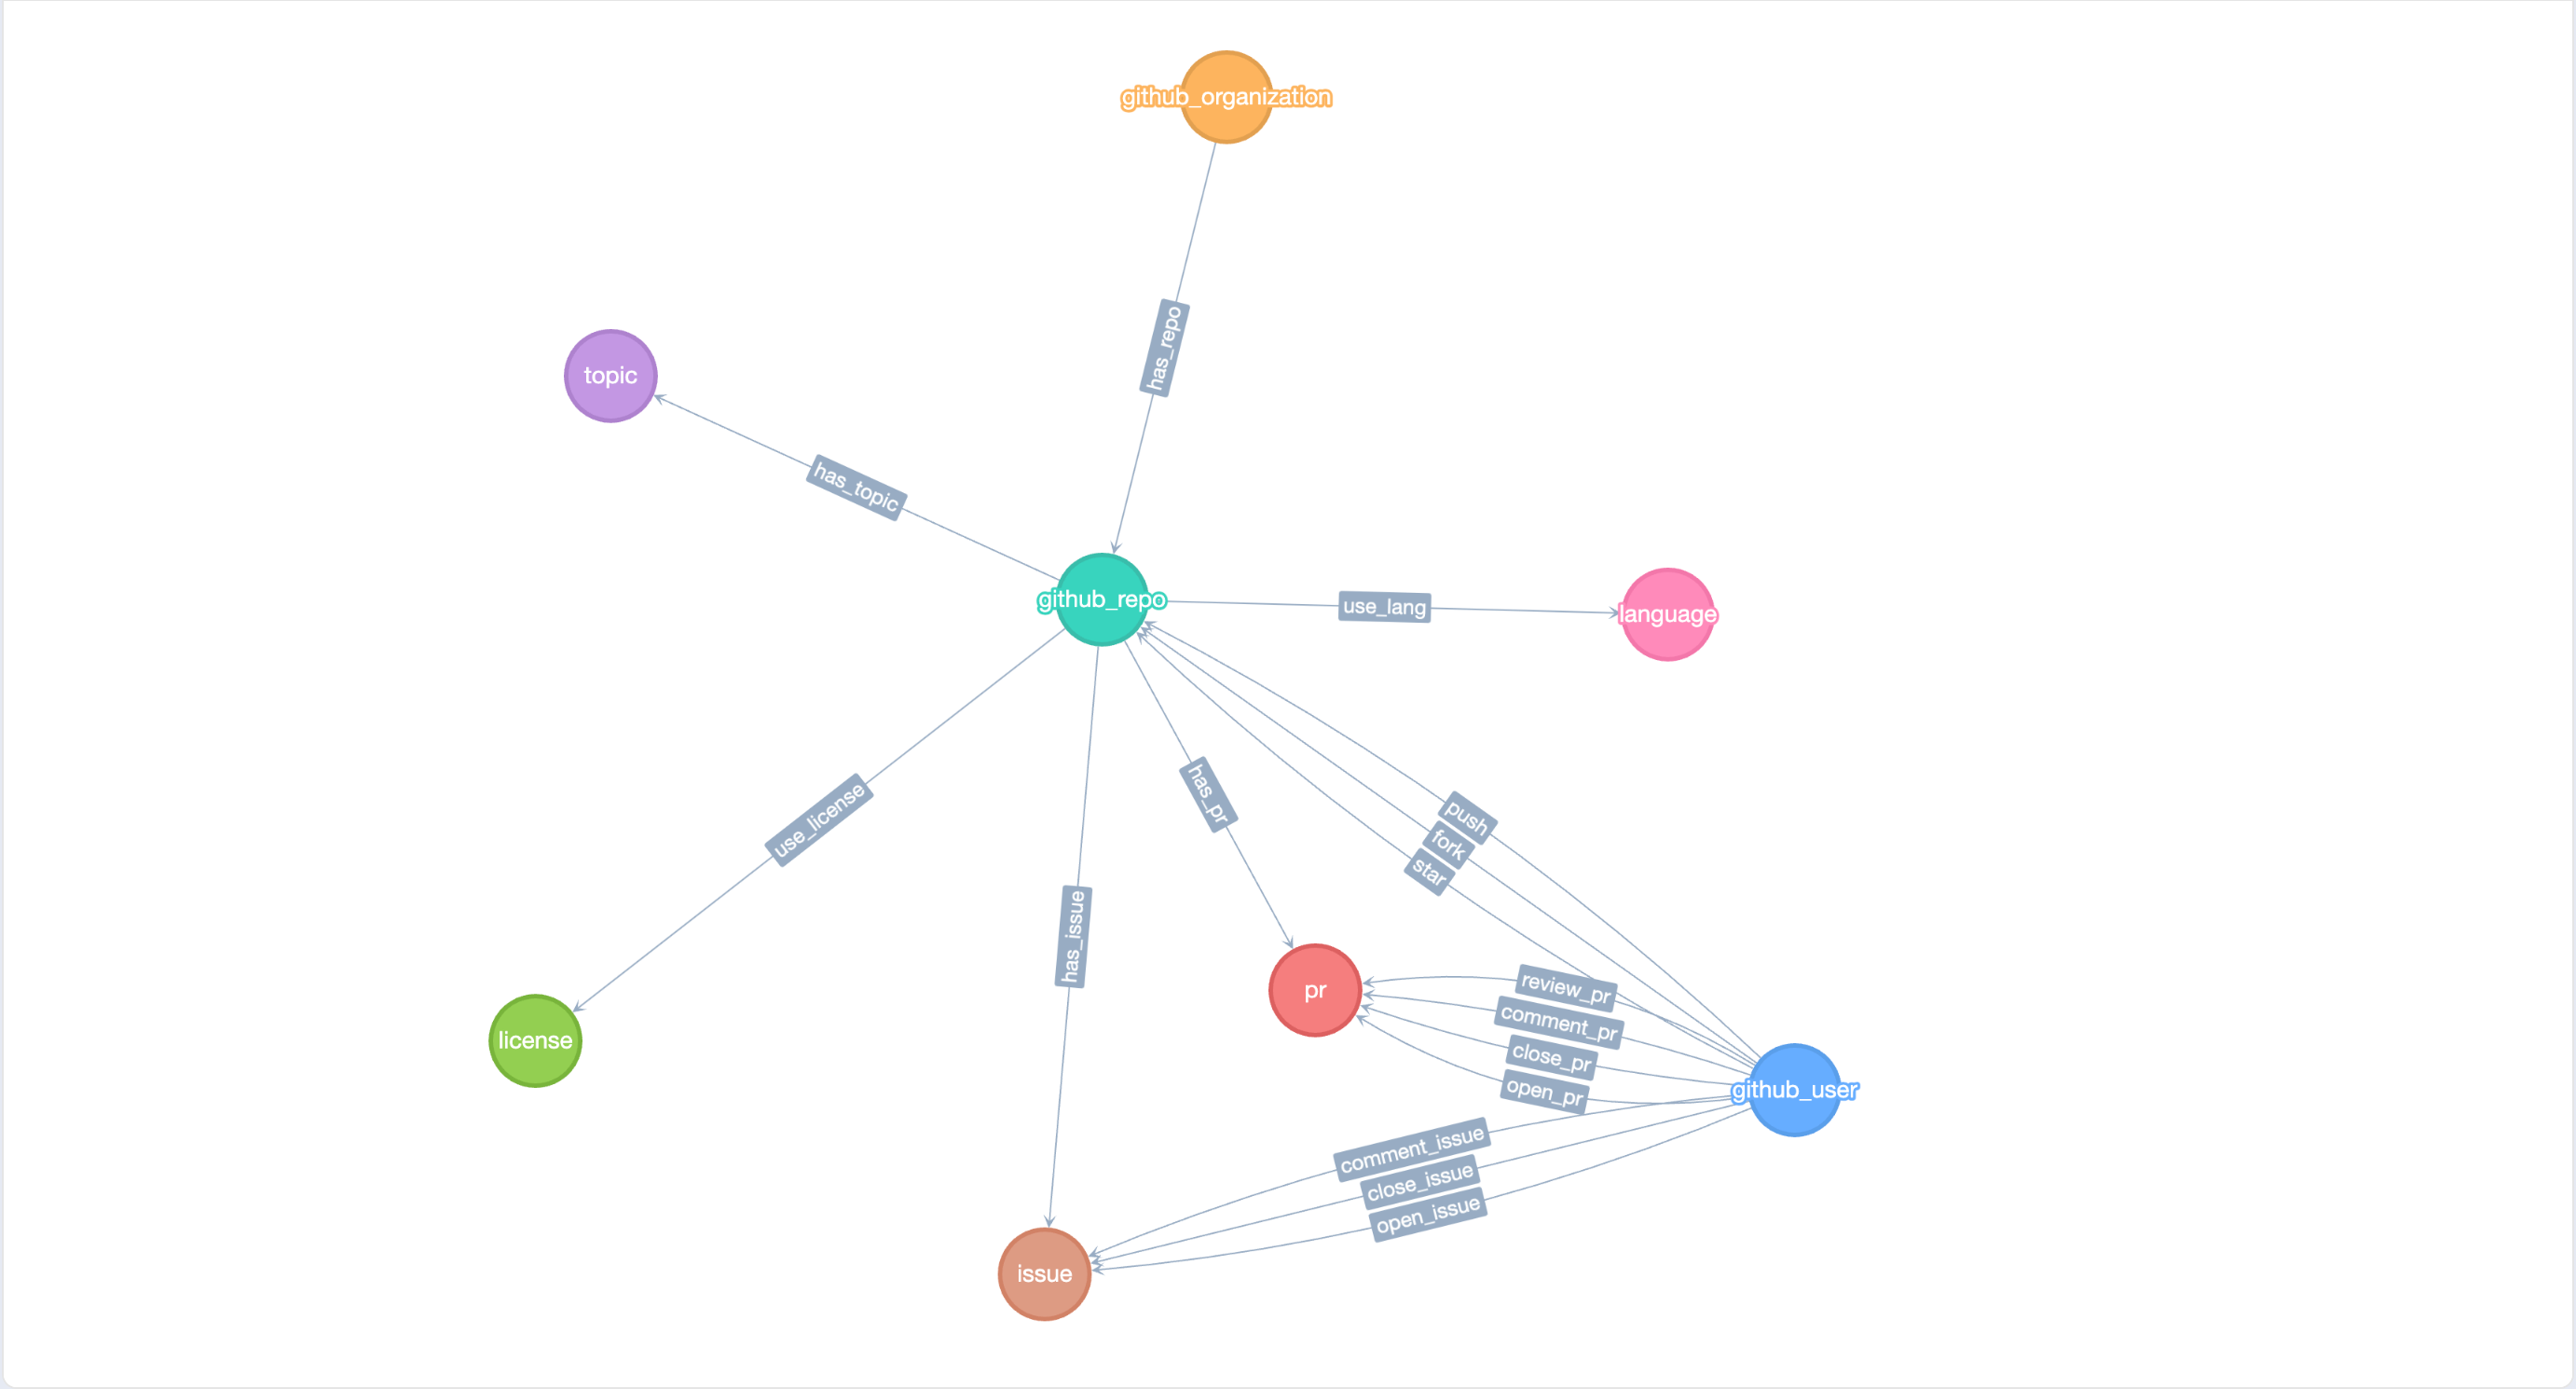 github_organization
has_repo
topic
has_topic
github_repo
use_lang
language
has_pr
use_license
push
fork
star
has_issue
pr
review_pr
comment_pr
close_pr
open_pr
license
github_user
comment_issue
close_issue
open_issue
issue